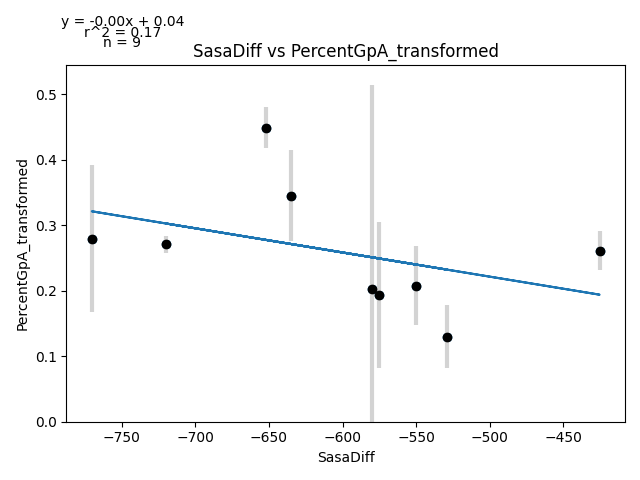 y = -0.00x + 0.04
r^2 = 0.17
n = 9
SasaDiff vs PercentGpA_transformed
PercentGpA_transformed
0.5
0.4
0.3
0.2
0.1
0.0
−750
−700
−650
−600
−550
−500
−450
SasaDiff